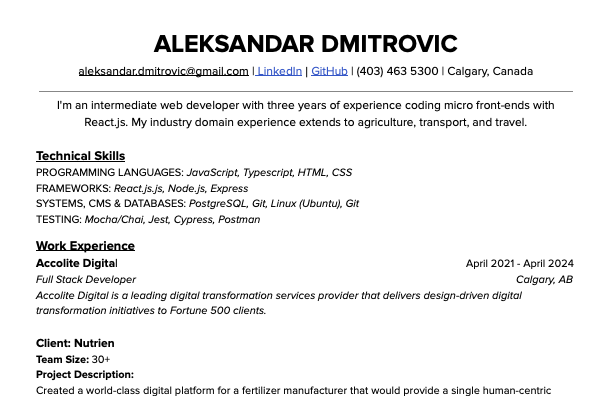 ALEKSANDAR DMITROVIC
aleksandar.dmitrovic@gmail.com | LinkedIn | GitHub | (403) 463 5300 | Calgary, Canada
I'm an intermediate web developer with three years of experience coding micro front-ends with
React.js. My industry domain experience extends to agriculture, transport, and travel.
Technical Skills
PROGRAMMING LANGUAGES: JavaScript, Typescript, HTML, CSS
FRAMEWORKS: React.js.js, Node.js, Express
SYSTEMS, CMS & DATABASES: PostgreSQL, Git, Linux (Ubuntu), Git
TESTING: Mocha/Chai, Jest, Cypress, Postman
Work Experience
Accolite Digital April 2021 - April 2024
Full Stack Developer Calgary, AB
Accolite Digital is a leading digital transformation services provider that delivers design-driven digital
transformation initiatives to Fortune 500 clients.
Client: Nutrien
Team Size: 30+
Project Description:
Created a world-class digital platform for a fertilizer manufacturer that would provide a single human-centric